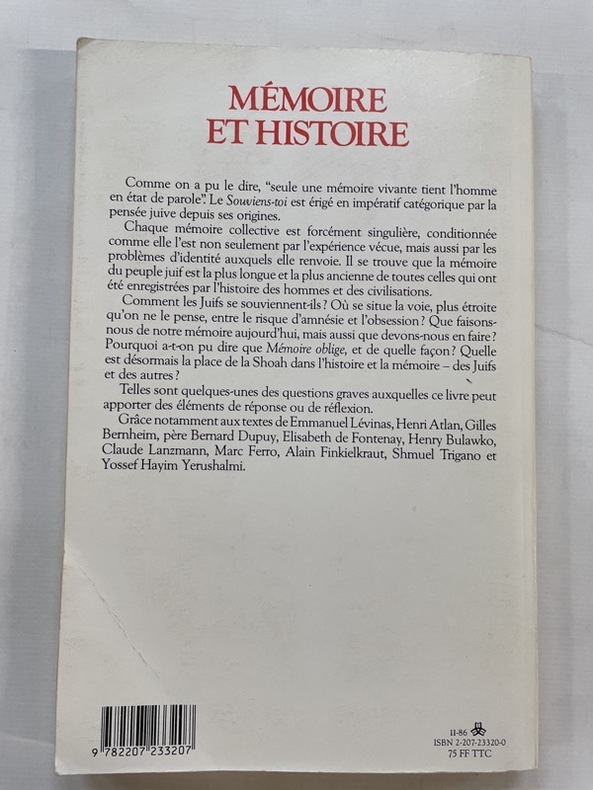 MÉMOIRE
ET HISTOIRE
Comme on a pu le dire, “seule une mémoire vivante tient l’homme
en état de parole”. Le Souviens-toi est érigé en impératif catégorique par la
pensée juive depuis ses origines.
Chaque mémoire collective est forcément singulière, conditionnée
comme elle l’est non seulement par l’expérience vécue, mais aussi par les
problèmes d’identité auxquels elle renvoie. Il se trouve que la mémoire
du peuple juif est la plus longue et la plus ancienne de toutes celles qui ont
été enregistrées par l’histoire des hommes et des civilisations.
Comment les Juifs se souviennent-ils ? Où se situe la voie, plus étroite
qu’on ne le pense, entre le risque d’amnésie et l’obsession ? Que faisons-
nous de notre mémoire aujourd’hui, mais aussi que devons-nous en faire ?
Pourquoi a-t-on pu dire que Mémoire oblige, et de quelle façon ? Quelle
est désormais la place de la Shoah dans l’histoire et la mémoire – des Juifs
et des autres ?
Telles sont quelques-unes des questions graves auxquelles ce livre peut
apporter des éléments de réponse ou de réflexion.
Grâce notamment aux textes de Emmanuel Lévinas, Henri Atlan, Gilles
Bernheim, père Bernard Dupuy, Elisabeth de Fontenay, Henry Bulawko,
Claude Lanzmann, Marc Ferro, Alain Finkielkraut, Shmuel Trigano et
Yossef Hayim Yerushalmi.
9 782207 233207
11-86
ISBN 2-207-23320-0
75 FF TTC